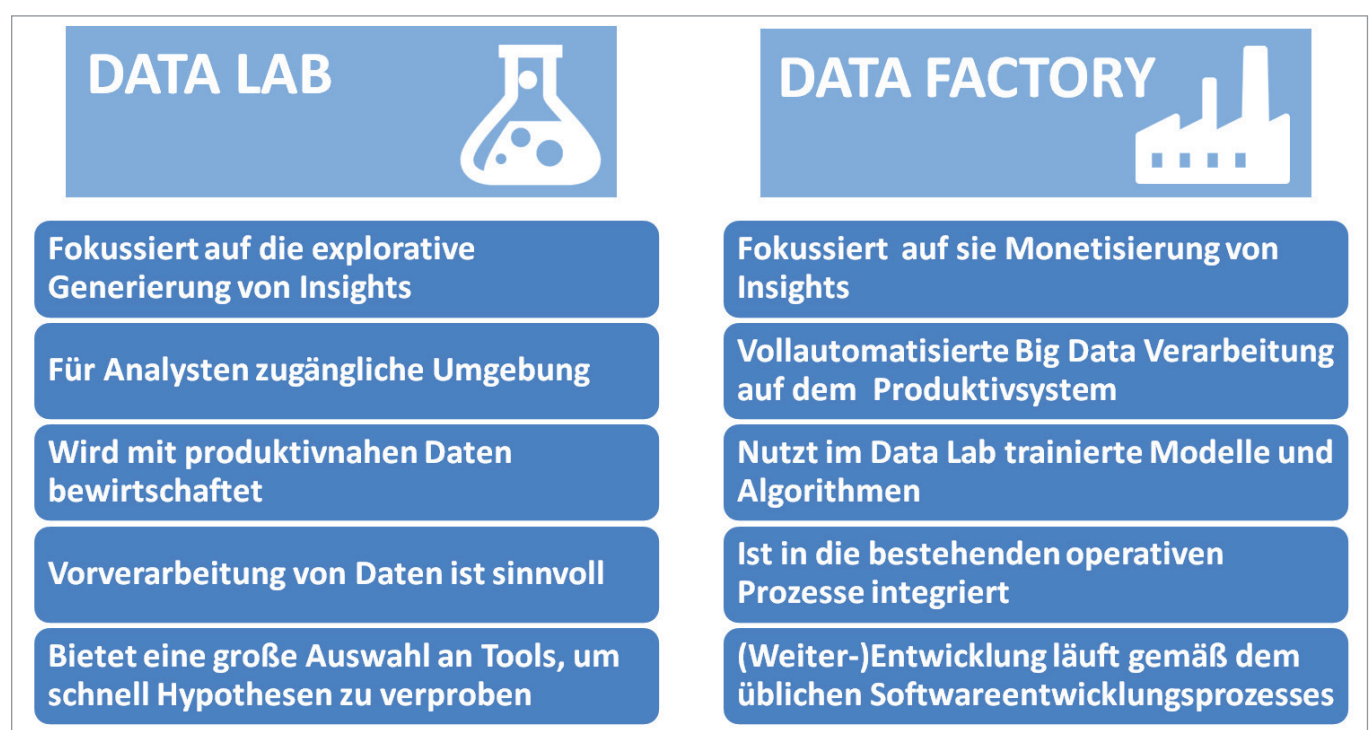 DATA LAB
Fokussiert auf die explorative
Generierung von Insights
Für Analysten zugängliche Umgebung
Wird mit produktivnahen Daten
bewirtschaftet
Vorverarbeitung von Daten ist sinnvoll
Bietet eine große Auswahl an Tools, um
schnell Hypothesen zu verproben
DATA FACTORY
Fokussiert auf sie Monetisierung von
Insights
Vollautomatisierte Big Data Verarbeitung
auf dem Produktivsystem
Nutzt im Data Lab trainierte Modelle und
Algorithmen
Ist in die bestehenden operativen
Prozesse integriert
(Weiter-)Entwicklung läuft gemäß dem
üblichen Softwareentwicklungsprozesses